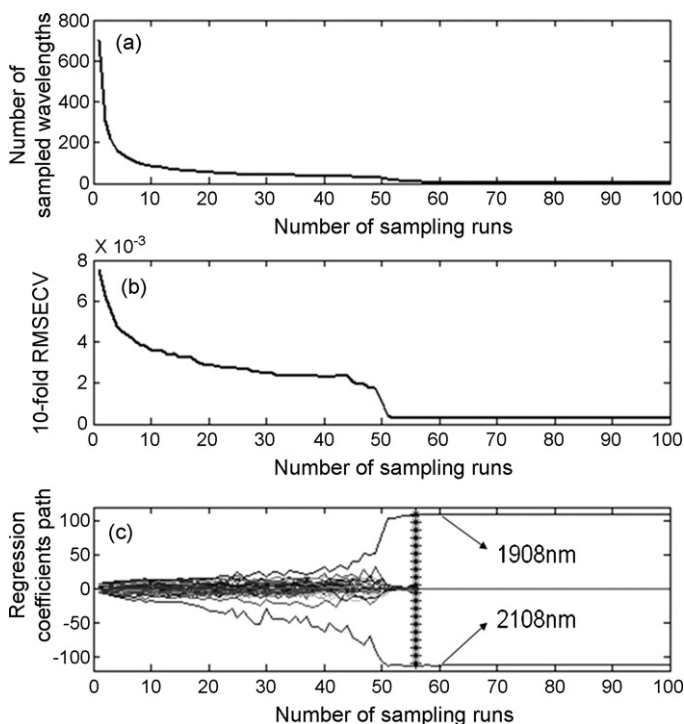 800
(a)
600
400
200
0
Number of
sampled wavelengths
0 10 20 30 40 50 60 70 80 90 100
Number of sampling runs
X 10-3
8
(b)
6
4
2
0
10-fold RMSECV
0 10 20 30 40 50 60 70 80 90 100
Number of sampling runs
100
(c)
50
0
-50
-100
Regression
coefficients path
1908nm
2108nm
0 10 20 30 40 50 60 70 80 90 100
Number of sampling runs